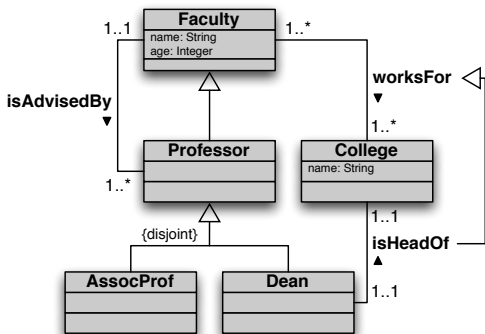 Faculty
name: String
age: Integer
1..1
1..*
isAdvisedBy
▼
worksFor
▼
1..*
1..*
Professor
College
name: String
{disjoint}
1..1
isHeadOf
▲
AssocProf
Dean
1..1